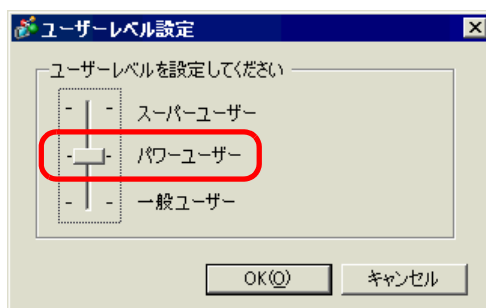 ユーザーレベル設定
ユーザーレベルを設定してください
スーパーユーザー
パワーユーザー
一般ユーザー
OK(O) キャンセル